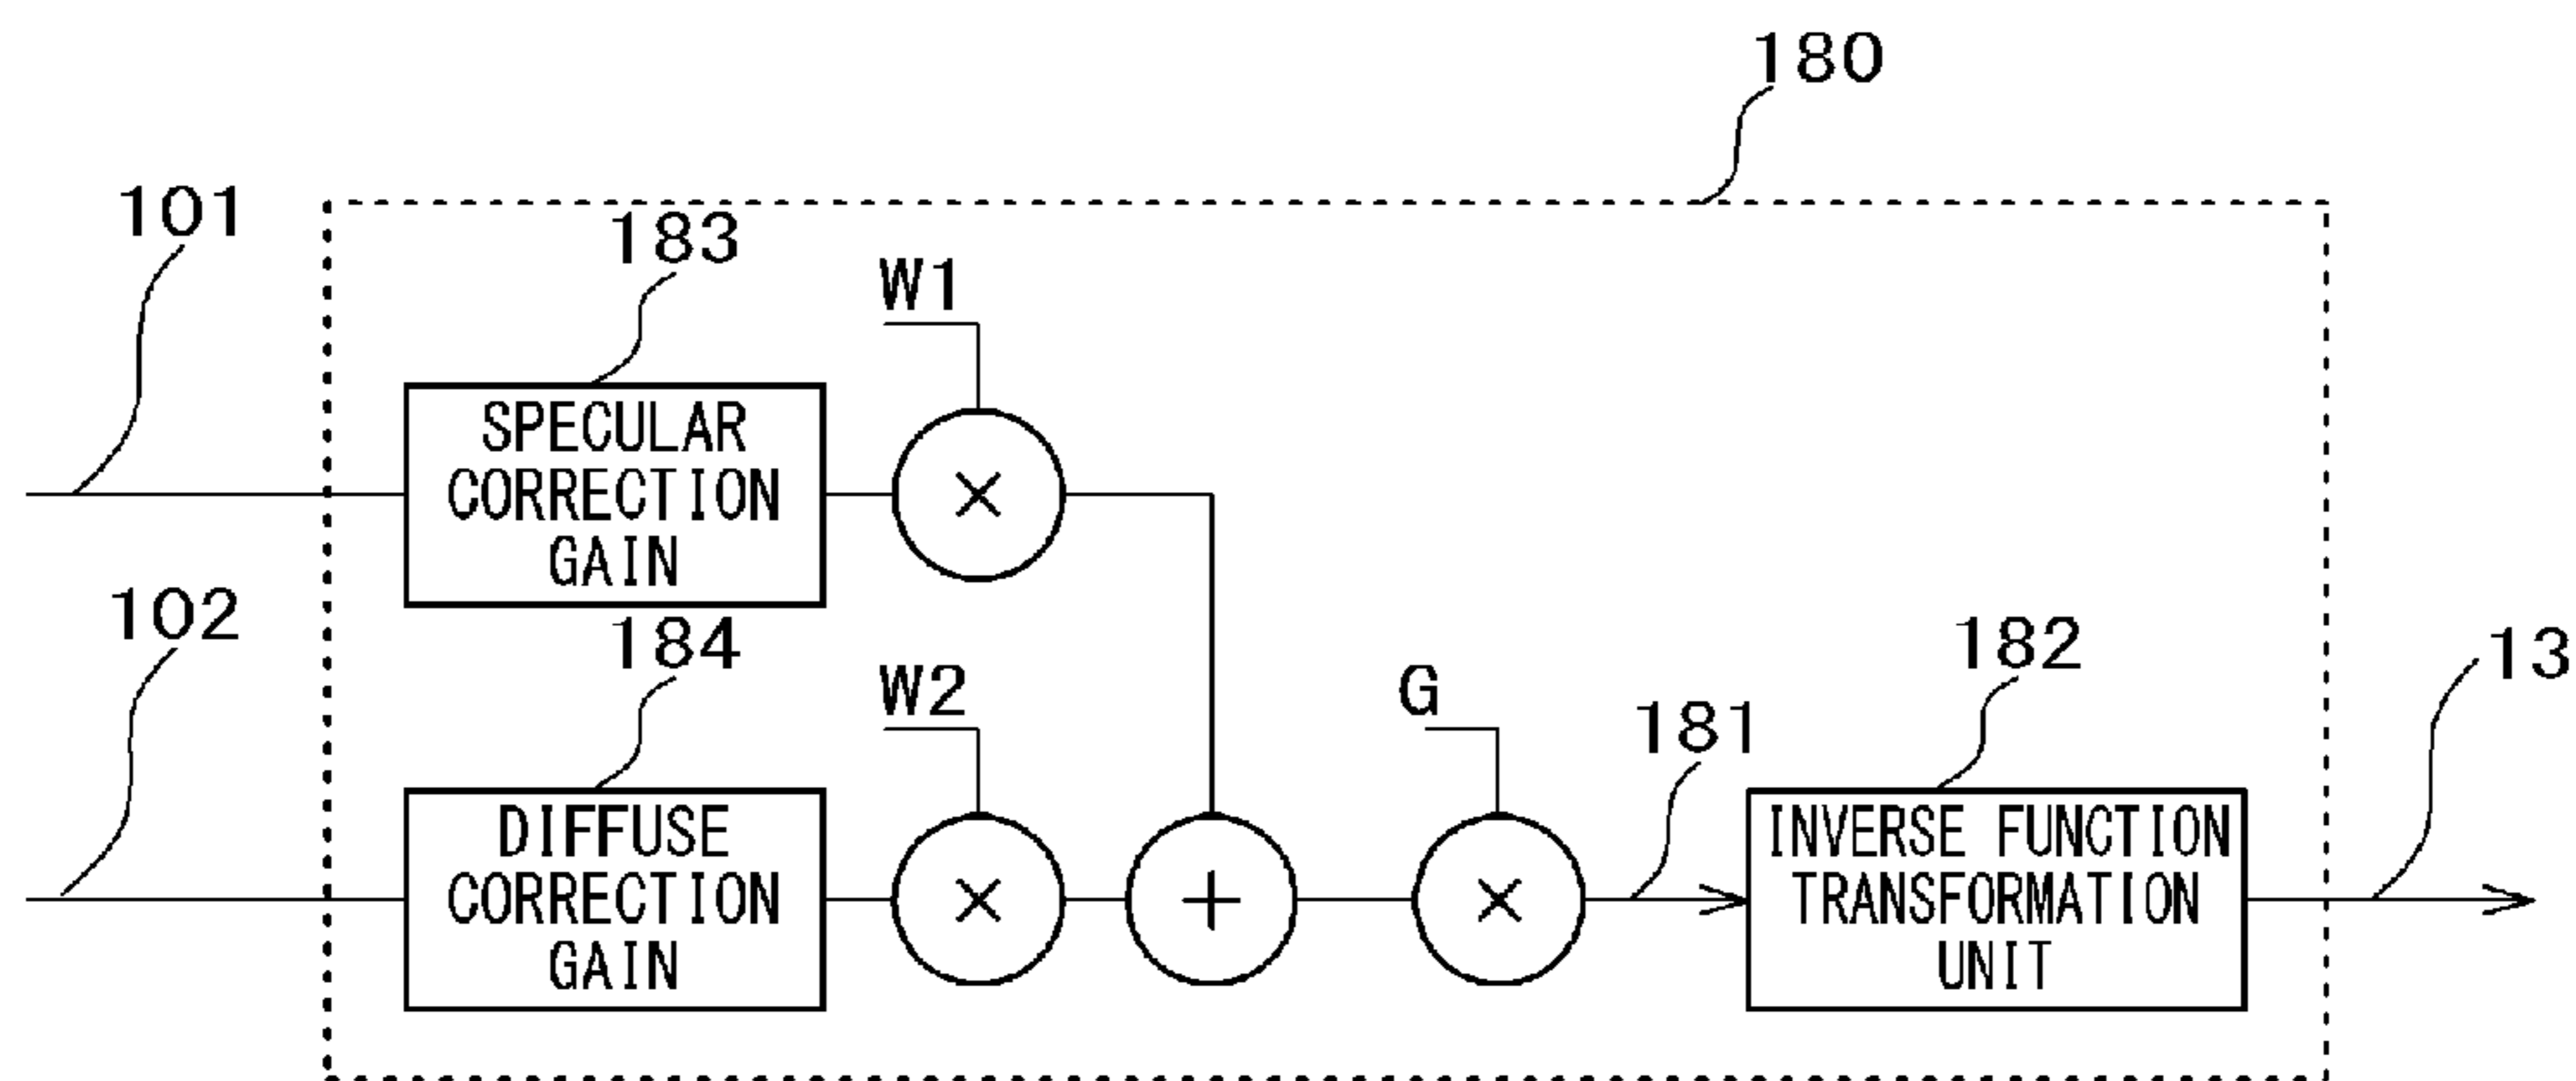 180
101
183
W1
SPECULAR
CORRECTION
GAIN
×
102
184
W2
G
181
182
13
DIFFUSE
CORRECTION
GAIN
×
+
×
INVERSE FUNCTION
TRANSFORMATION
UNIT